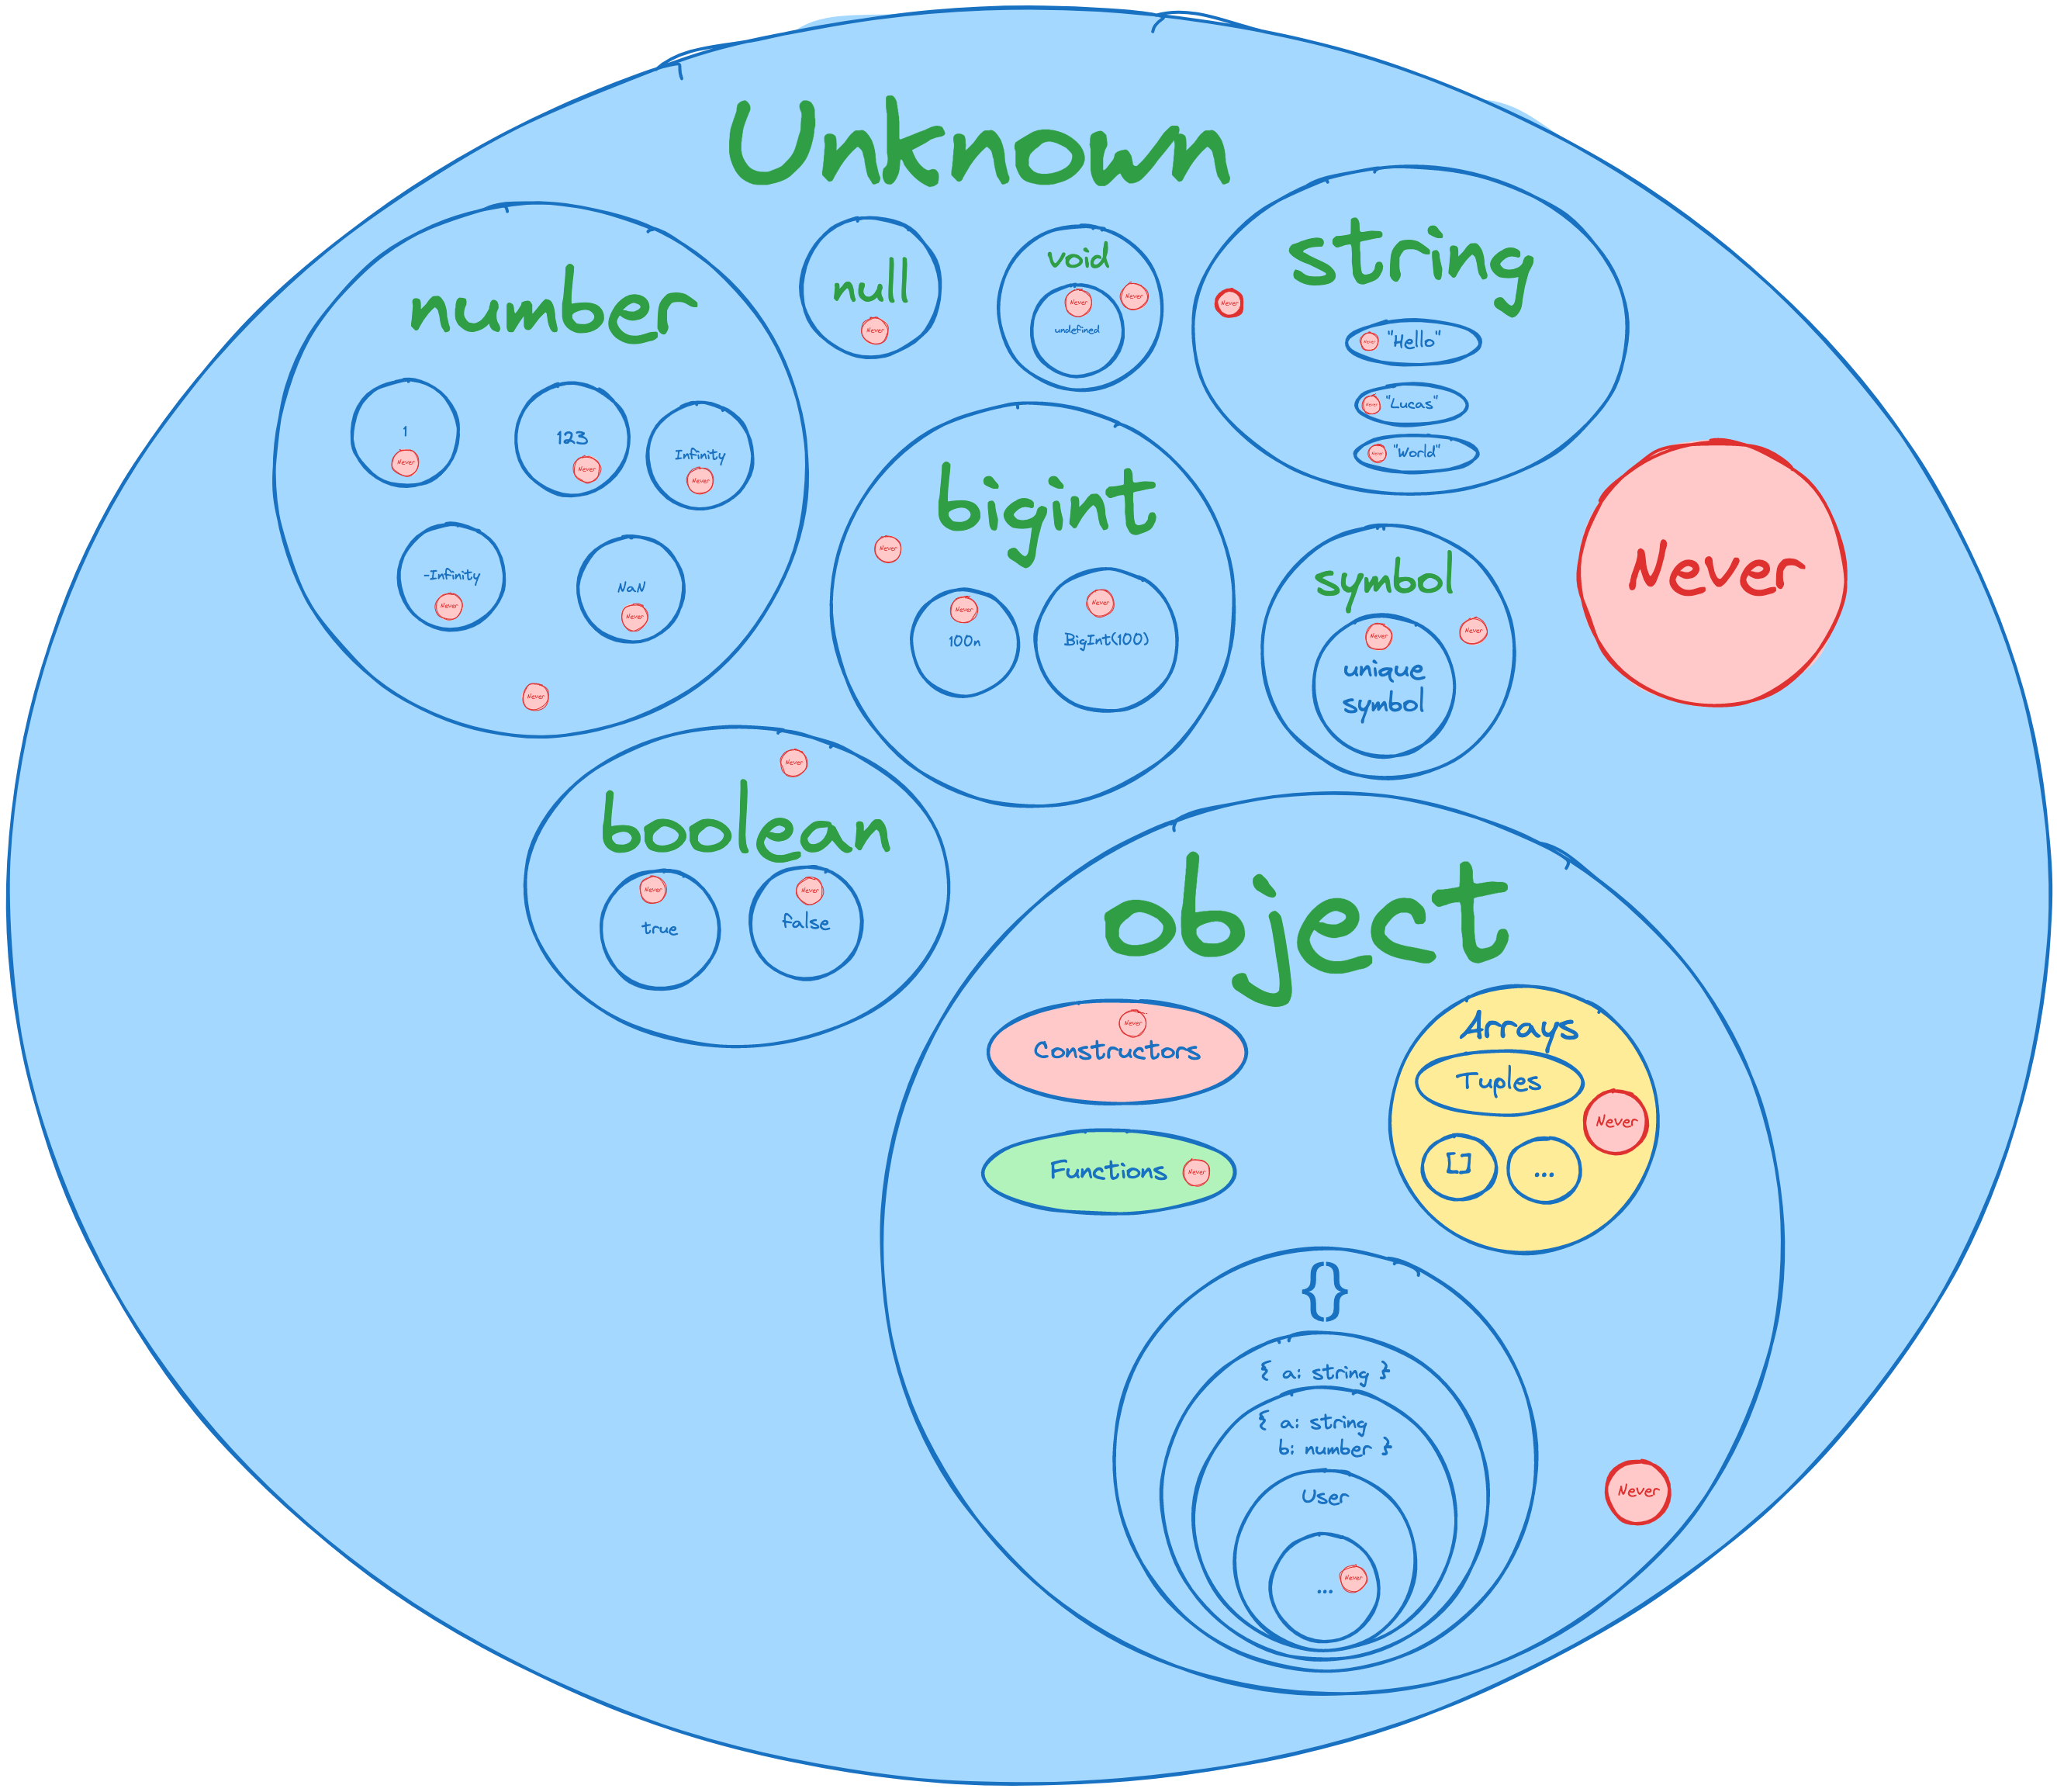 Unknown
number
1
Never
123
Never
Infinity
Never
-Infinity
Never
NaN
Never
Never
null
Never
void
Never
Never
undefined
string
Never
Never "Hello"
Never "Lucas"
Never "World"
bigint
Never
Never
100n
Never
BigInt(100)
symbol
Never
Never
unique
symbol
Never
boolean
Never
Never
true
Never
false
object
Never
Constructors
Functions Never
Arrays
Tuples
Never
[]
...
{}
{ a: string }
{ a: string
b: number }
User
... Never
Never